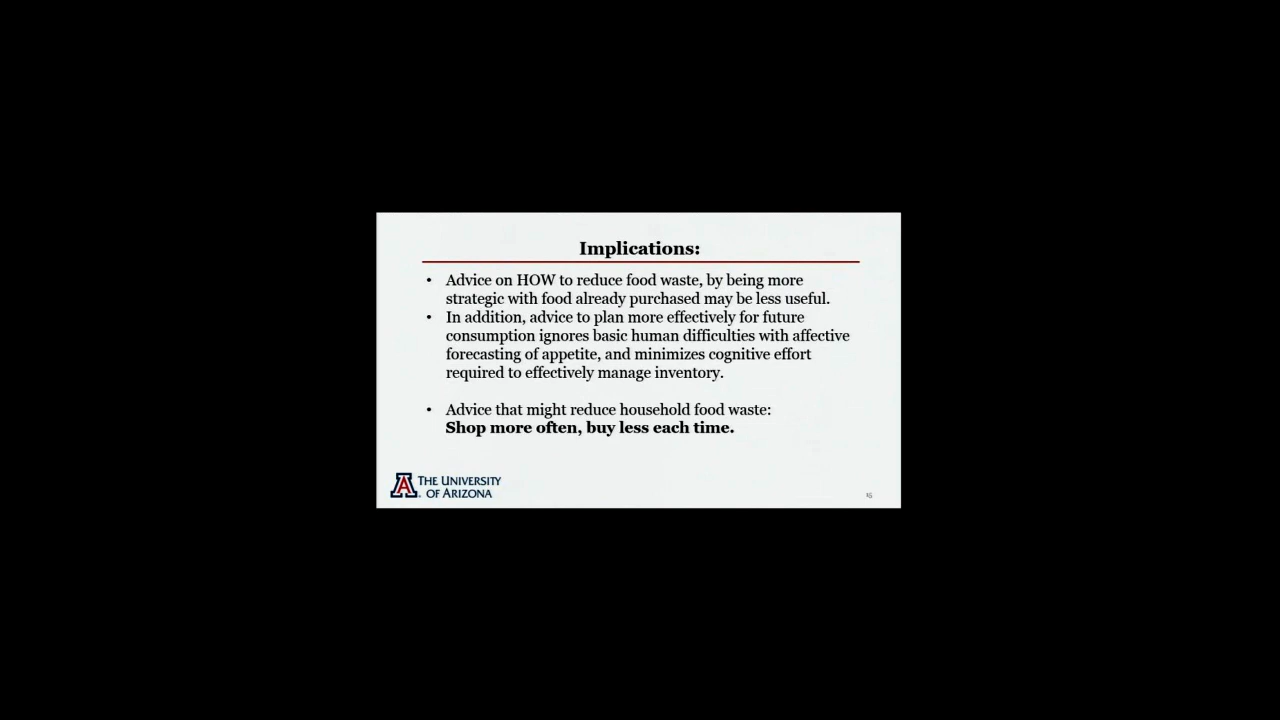 Implications:
• Advice on HOW to reduce food waste, by being more
strategic with food already purchased may be less useful.
• In addition, advice to plan more effectively for future
consumption ignores basic human difficulties with affective
forecasting of appetite, and minimizes cognitive effort
required to effectively manage inventory.
• Advice that might reduce household food waste:
Shop more often, buy less each time.
A THE UNIVERSITY
OF ARIZONA